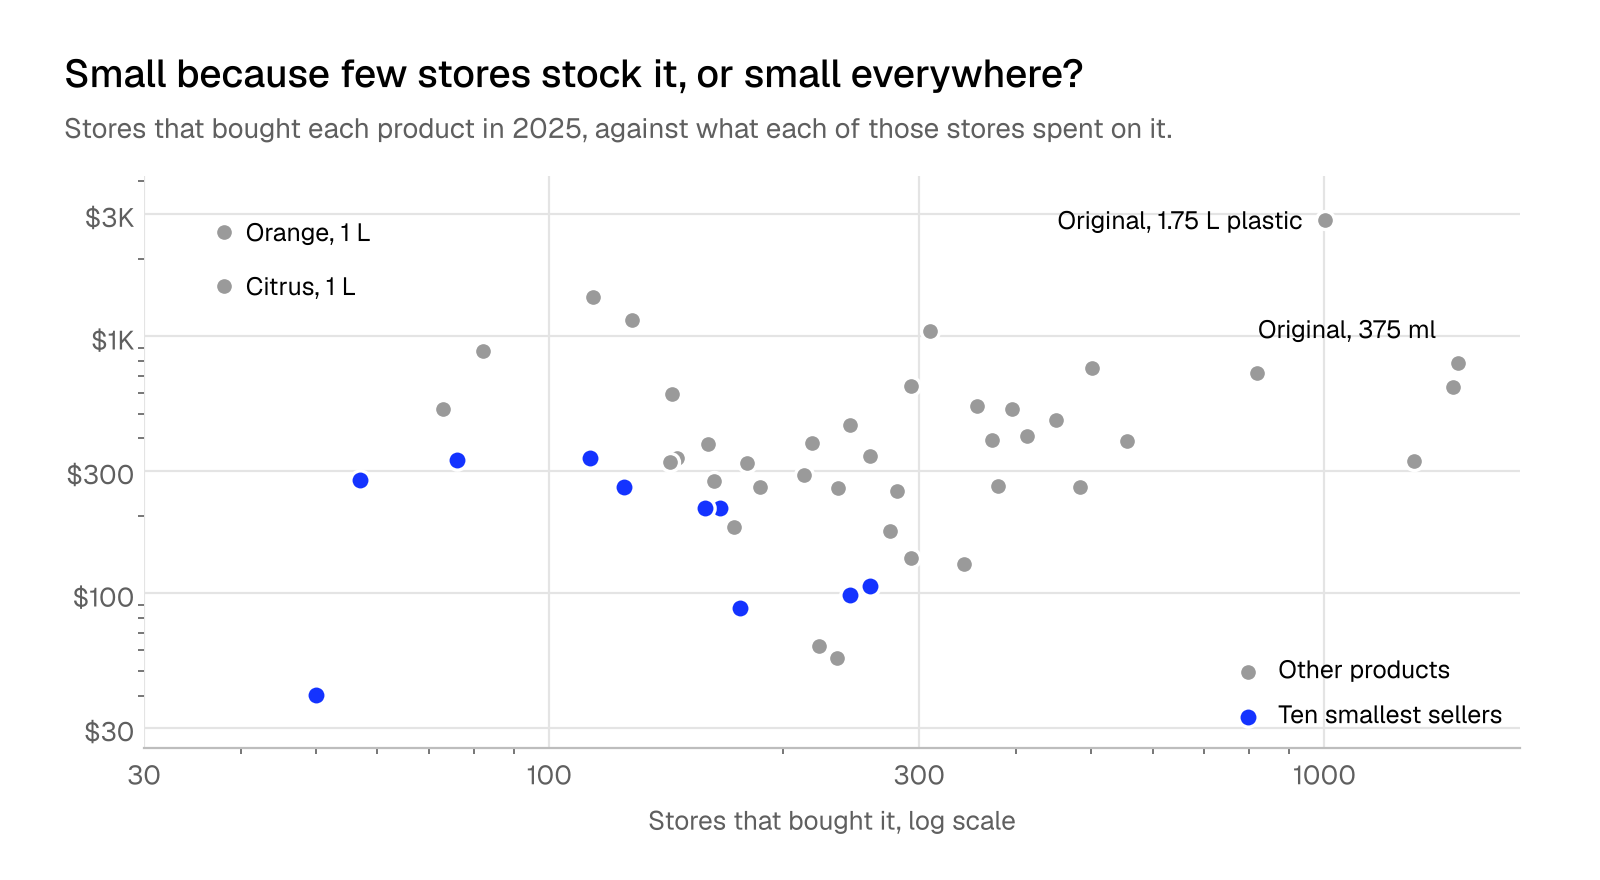 Small because few stores stock it, or small everywhere?
Stores that bought each product in 2025, against what each of those stores spent on it.
$3K
Orange, 1 L
Original, 1.75 L plastic
Citrus, 1 L
$1K
Original, 375 ml
$300
$100
Other products
Ten smallest sellers
$30
30
100
300
1000
Stores that bought it, log scale